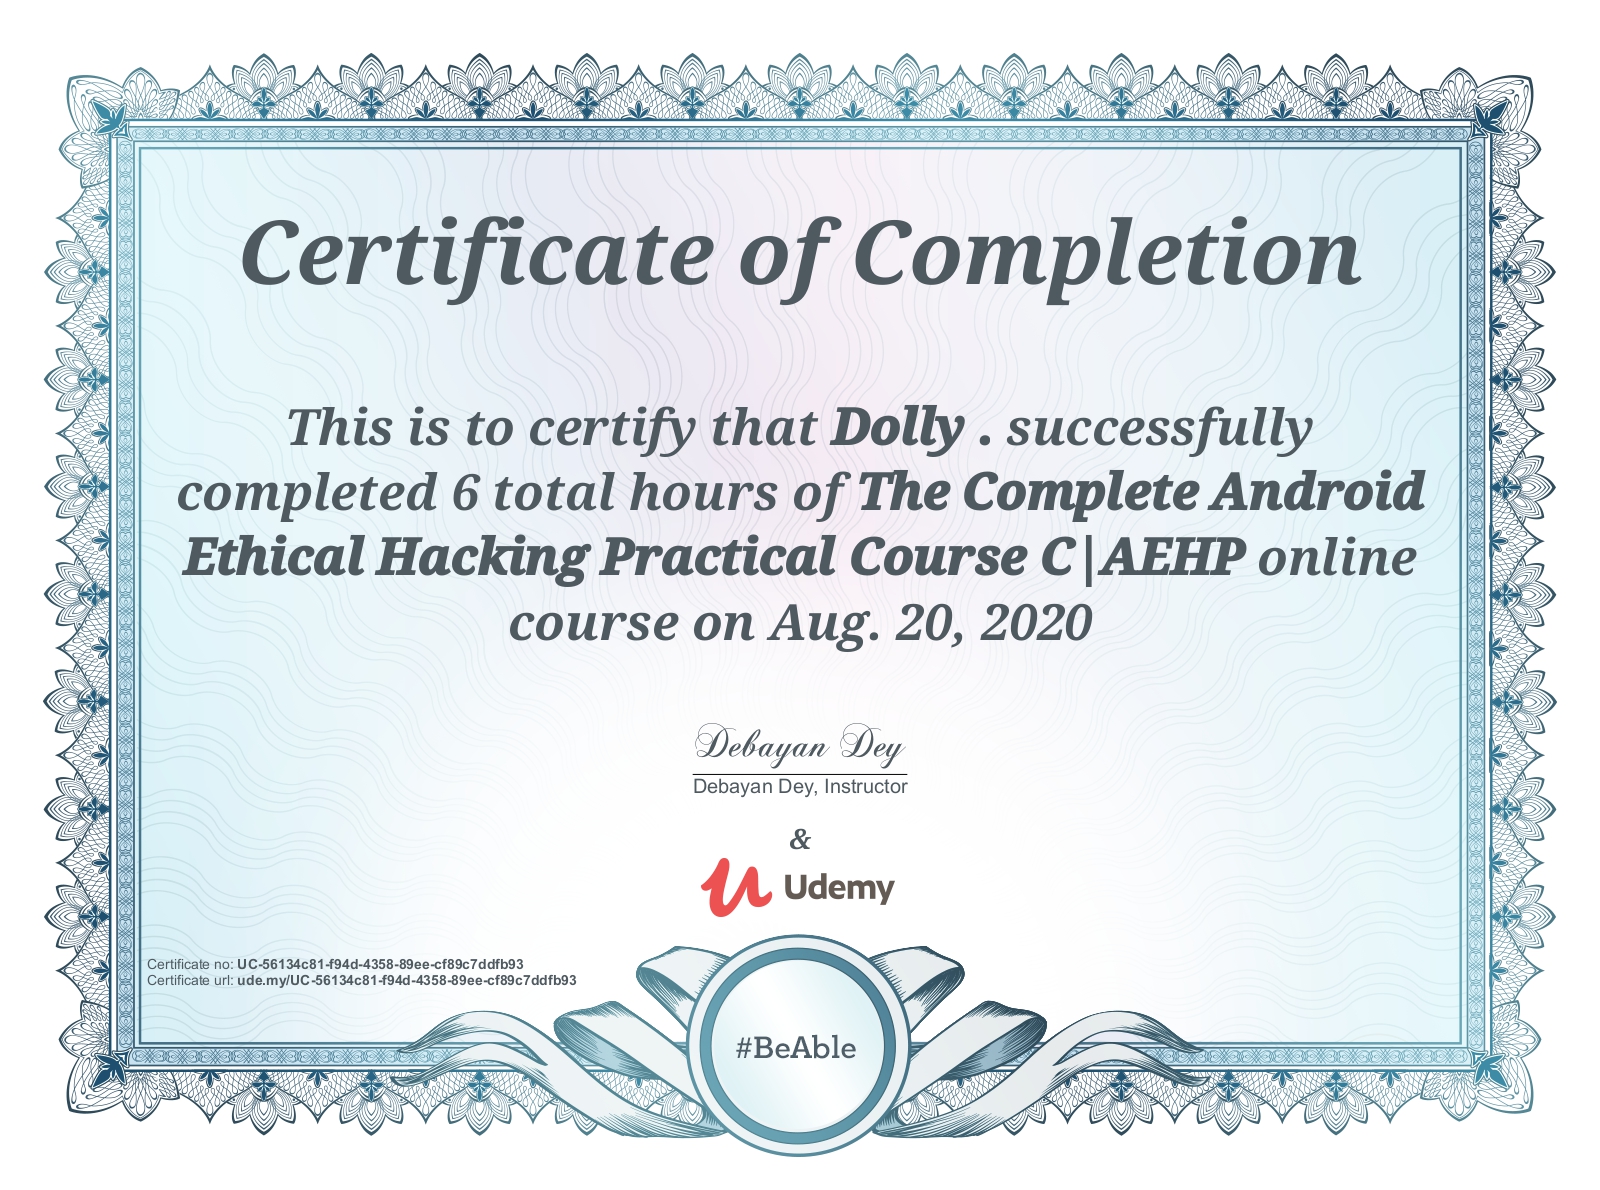 Certificate of Completion
This is to certify that Dolly . successfully
completed 6 total hours of The Complete Android
Ethical Hacking Practical Course C|AEHP online
course on Aug. 20, 2020
Debayan Dey
Debayan Dey, Instructor
&
Udemy
Certificate no: UC-56134c81-f94d-4358-89ee-cf89c7ddfb93
Certificate url: ude.my/UC-56134c81-f94d-4358-89ee-cf89c7ddfb93
#BeAble